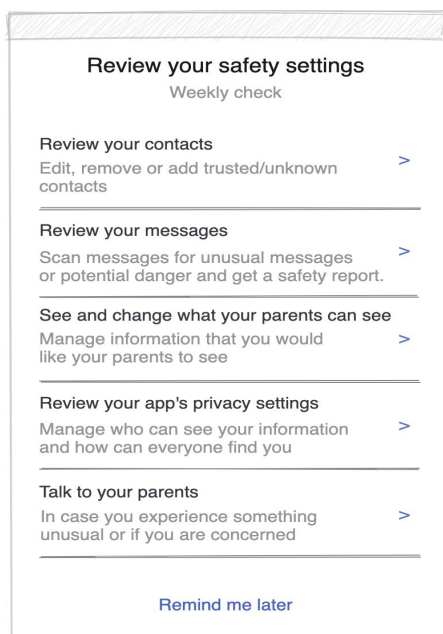 Review your safety settings
Weekly check
Review your contacts
Edit, remove or add trusted/unknown
contacts
>
Review your messages
Scan messages for unusual messages
or potential danger and get a safety report.
>
See and change what your parents can see
Manage information that you would
like your parents to see
>
Review your app's privacy settings
Manage who can see your information
and how can everyone find you
>
Talk to your parents
In case you experience something
unusual or if you are concerned
>
Remind me later